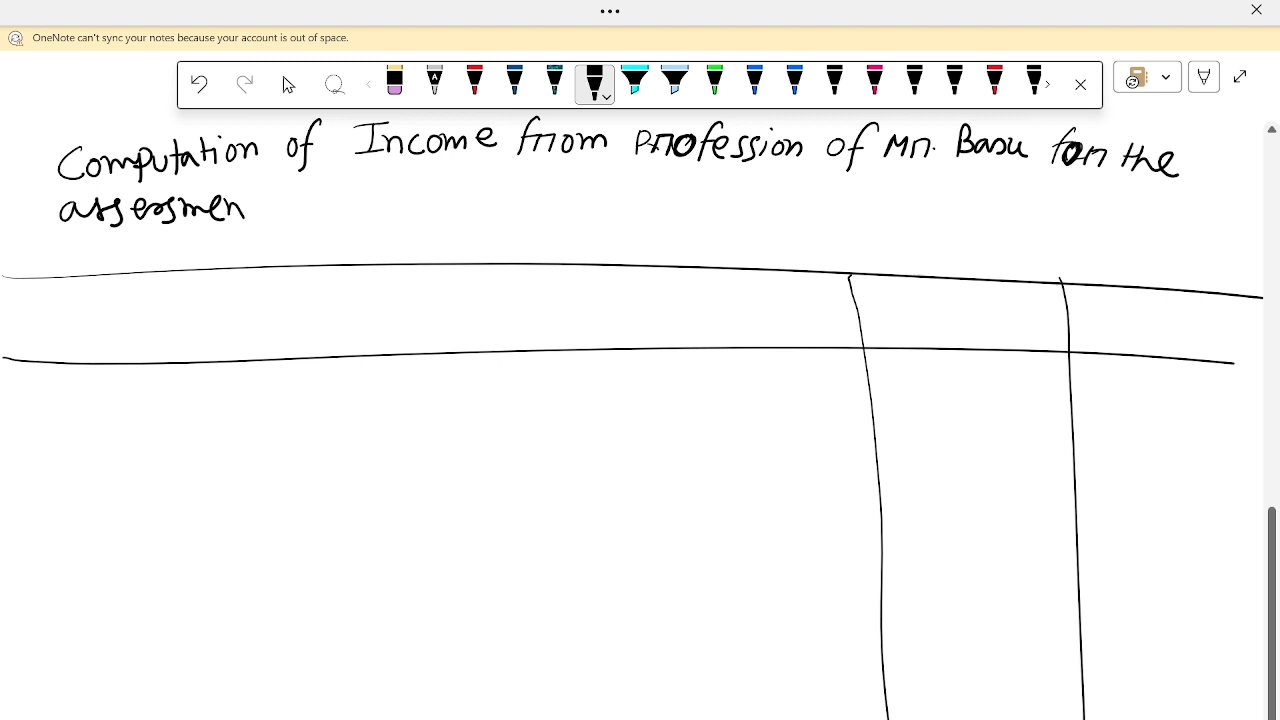 OneNote can't sync your notes because your account is out of space.
A
Computation of Income from Profession of Mr. Basu for the
assessmen